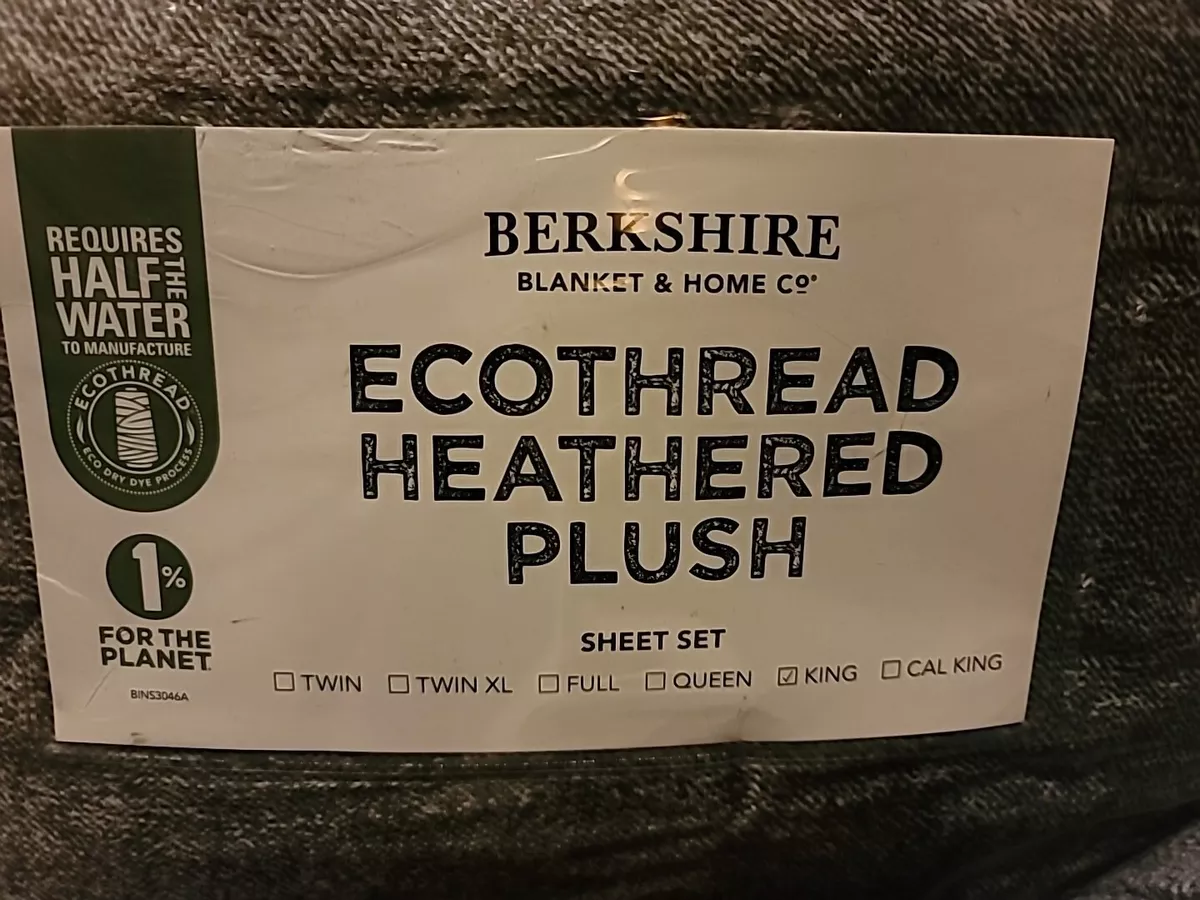 REQUIRES
HALF THE
WATER
TO MANUFACTURE
ECOTHREAD
ECO DRY DYE PROCESS
1%
FOR THE
PLANET
BINS3046A
BERKSHIRE
BLANKET & HOME Cº
ECOTHREAD
HEATHERED
PLUSH
SHEET SET
☐ TWIN ☐ TWIN XL ☐ FULL ☐ QUEEN ☑ KING ☐ CAL KING